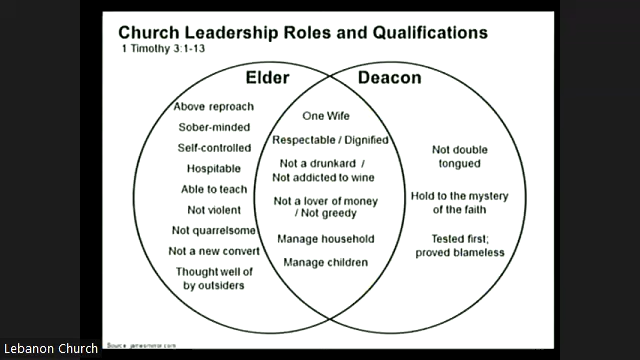 Church Leadership Roles and Qualifications
1 Timothy 3:1-13
Elder
Deacon
Above reproach
Sober-minded
Self-controlled
Hospitable
Able to teach
Not violent
Not quarrelsome
Not a new convert
Thought well of
by outsiders
One Wife
Respectable / Dignified
Not a drunkard /
Not addicted to wine
Not a lover of money
/ Not greedy
Manage household
Manage children
Not double
tongued
Hold to the mystery
of the faith
Tested first;
proved blameless
Source:
Lebanon Church